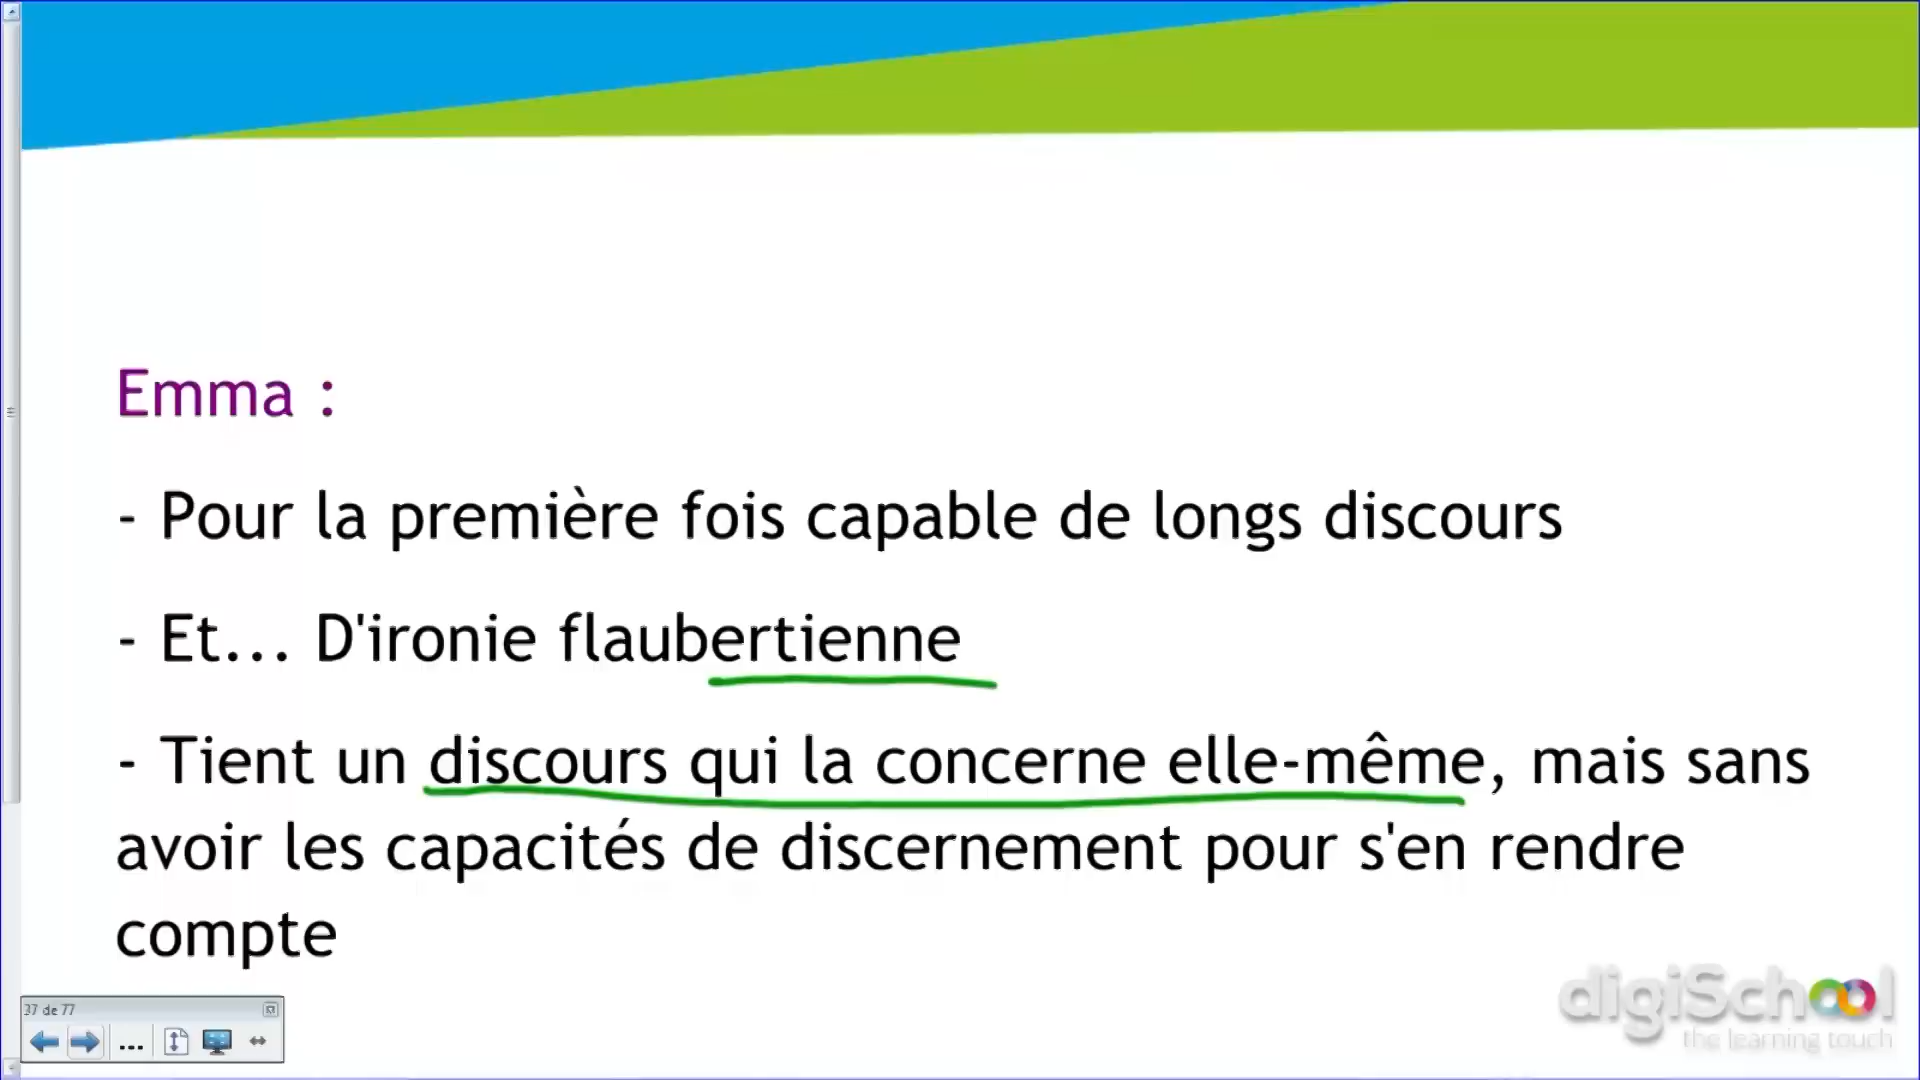 Emma :
- Pour la première fois capable de longs discours
- Et... D'ironie flaubertienne
- Tient un discours qui la concerne elle-même, mais sans
avoir les capacités de discernement pour s'en rendre
compte
37 de 77
digiSchool
the learning touch